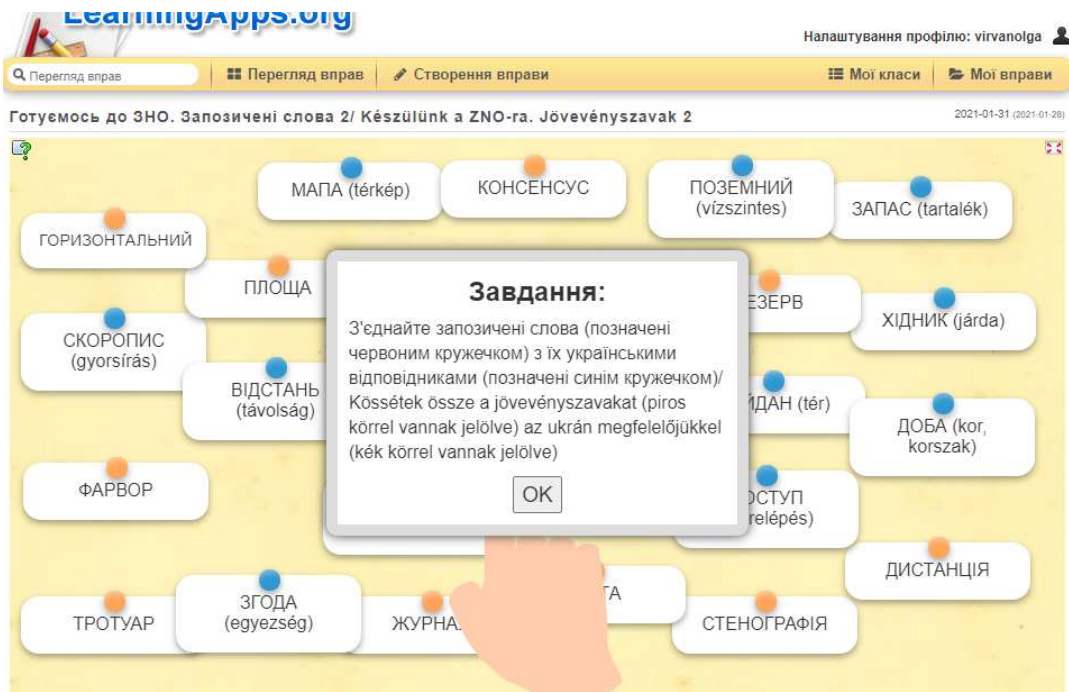 LearningApps.org
Налаштування профілю: virvanolga
Перегляд вправ
Перегляд вправ
Створення вправи
Мої класи
Мої вправи
Готуємось до ЗНО. Запозичені слова 2/ Készülünk a ZNO-ra. Jövevényszavak 2
2021-01-31 (2021-01-28)
МАПА (térkép)
КОНСЕНСУС
ПОЗЕМНИЙ
(vízszintes)
ЗАПАС (tartalék)
ГОРИЗОНТАЛЬНИЙ
ПЛОЩА
ХІДНИК (járda)
СКОРОПИС
(gyorsírás)
ВІДСТАНЬ
(távolság)
(tér)
ДОБА (kor,
korszak)
Завдання:
З'єднайте запозичені слова (позначені
червоним кружечком) з їх українськими
відповідниками (позначені синім кружечком)/
Kössétek össze a jövevényszavakat (piros
körrel vannak jelölve) az ukrán megfelelőjükkel
(kék körrel vannak jelölve)
OK
ФАРВОР
ДИСТАНЦІЯ
ЗГОДА
(egyezség)
ТРОТУАР
СТЕНОГРАФІЯ